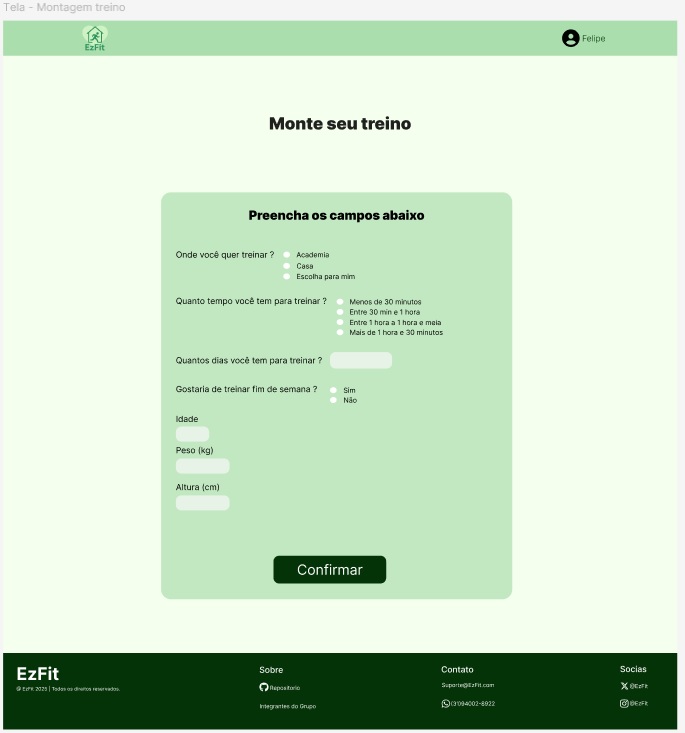 Tela - Montagem treino
EzFit
Felipe
Monte seu treino
Preencha os campos abaixo
Onde você quer treinar ?
Academia
Casa
Escolha para mim
Quanto tempo você tem para treinar ?
Menos de 30 minutos
Entre 30 min e 1 hora
Entre 1 hora a 1 hora e meia
Mais de 1 hora e 30 minutos
Quantos dias você tem para treinar ?
Gostaria de treinar fim de semana ?
Sim
Não
Idade
Peso (kg)
Altura (cm)
Confirmar
EzFit
@ EzFit 2025 | Todos os direitos reservados.
Sobre
Repositorio
Integrantes do Grupo
Contato
Suporte@EzFit.com
(31)94002-8922
Socias
@EzFit
@EzFit